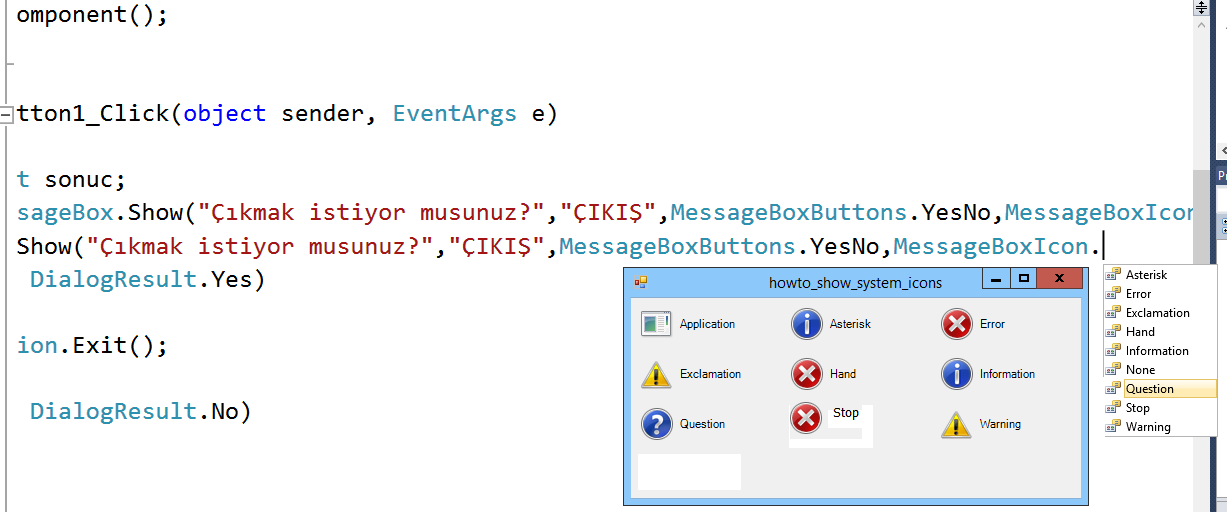 omponent();
tton1_Click(object sender, EventArgs e)
t sonuc;
sageBox.Show("Çıkmak istiyor musunuz?","ÇIKIŞ",MessageBoxButtons.YesNo,MessageBoxIcon
Show("Çıkmak istiyor musunuz?","ÇIKIŞ",MessageBoxButtons.YesNo,MessageBoxIcon.
DialogResult.Yes)
ion.Exit();
DialogResult.No)
howto_show_system_icons
Application
Asterisk
Error
Exclamation
Hand
Information
Question
Stop
Warning
Asterisk
Error
Exclamation
Hand
Information
None
Question
Stop
Warning